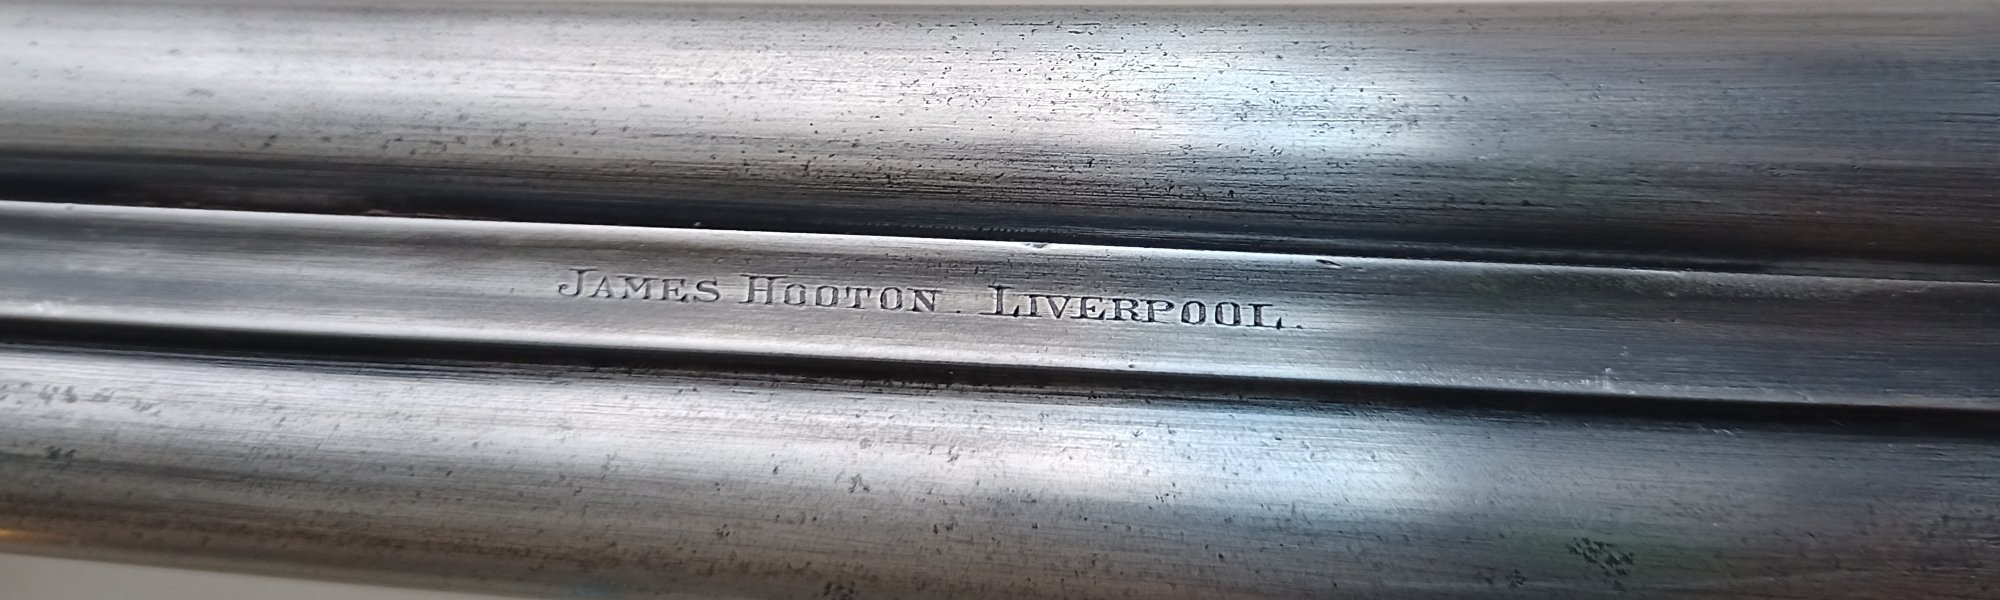 JAMES HOOTON. LIVERPOOL.